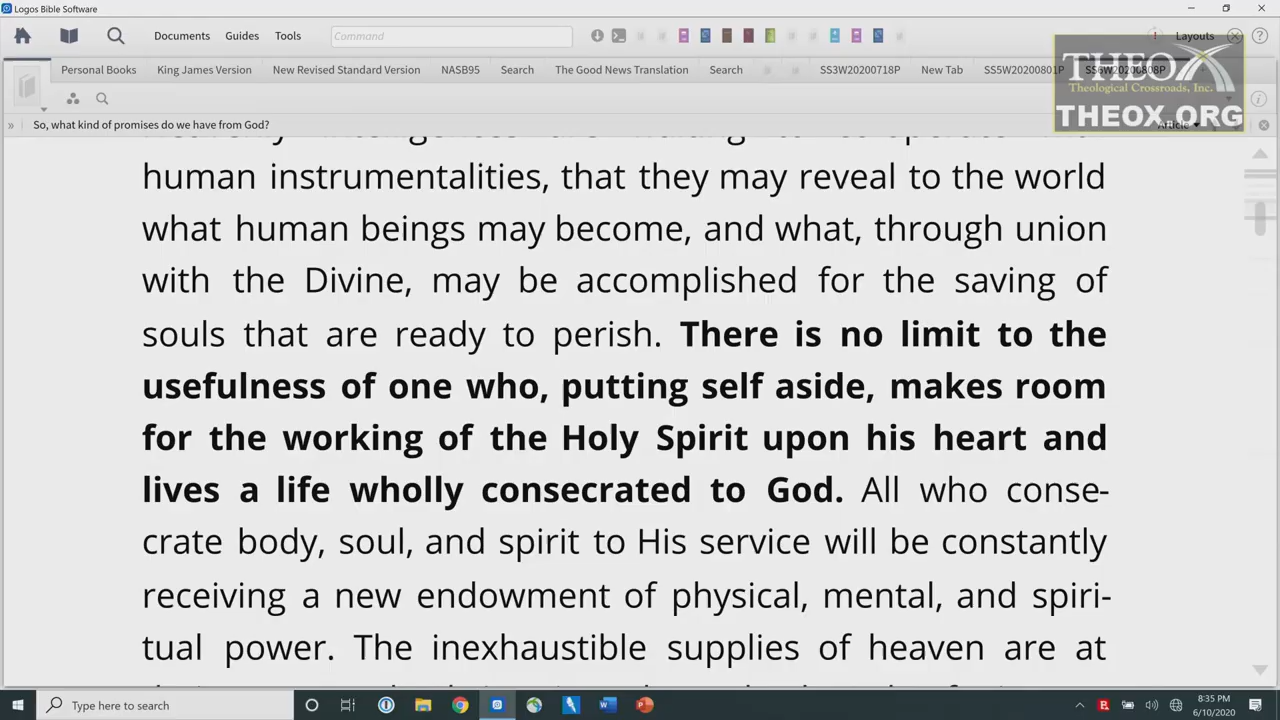 Logos Bible Software
Documents Guides Tools Command Layouts
Personal Books King James Version New Revised Stan 05 Search The Good News Translation Search SS3W20200718P New Tab SS5W20200801P SS6W20200808P
THEOX
Theological Crossroads, Inc.
THEOX.ORG
So, what kind of promises do we have from God? Article
human instrumentalities, that they may reveal to the world
what human beings may become, and what, through union
with the Divine, may be accomplished for the saving of
souls that are ready to perish. There is no limit to the
usefulness of one who, putting self aside, makes room
for the working of the Holy Spirit upon his heart and
lives a life wholly consecrated to God. All who conse-
crate body, soul, and spirit to His service will be constantly
receiving a new endowment of physical, mental, and spiri-
tual power. The inexhaustible supplies of heaven are at
Type here to search
8:35 PM
6/10/2020